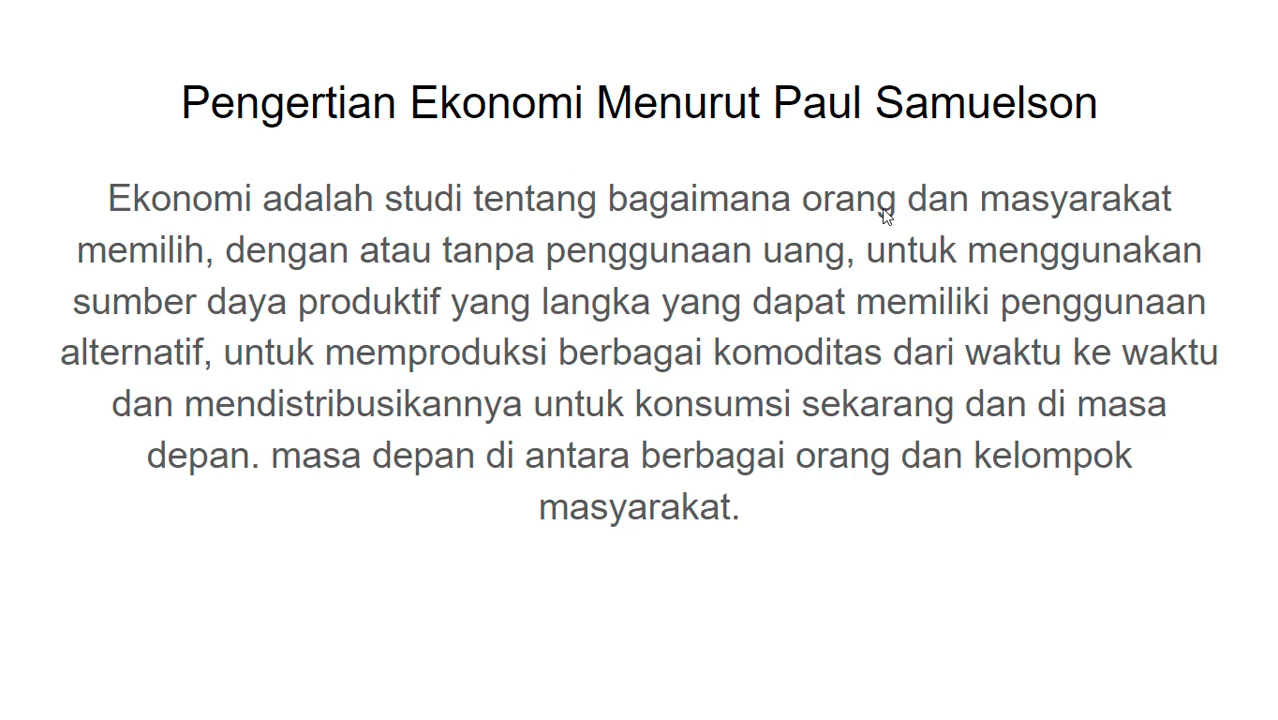 Pengertian Ekonomi Menurut Paul Samuelson
Ekonomi adalah studi tentang bagaimana orang dan masyarakat
memilih, dengan atau tanpa penggunaan uang, untuk menggunakan
sumber daya produktif yang langka yang dapat memiliki penggunaan
alternatif, untuk memproduksi berbagai komoditas dari waktu ke waktu
dan mendistribusikannya untuk konsumsi sekarang dan di masa
depan. masa depan di antara berbagai orang dan kelompok
masyarakat.